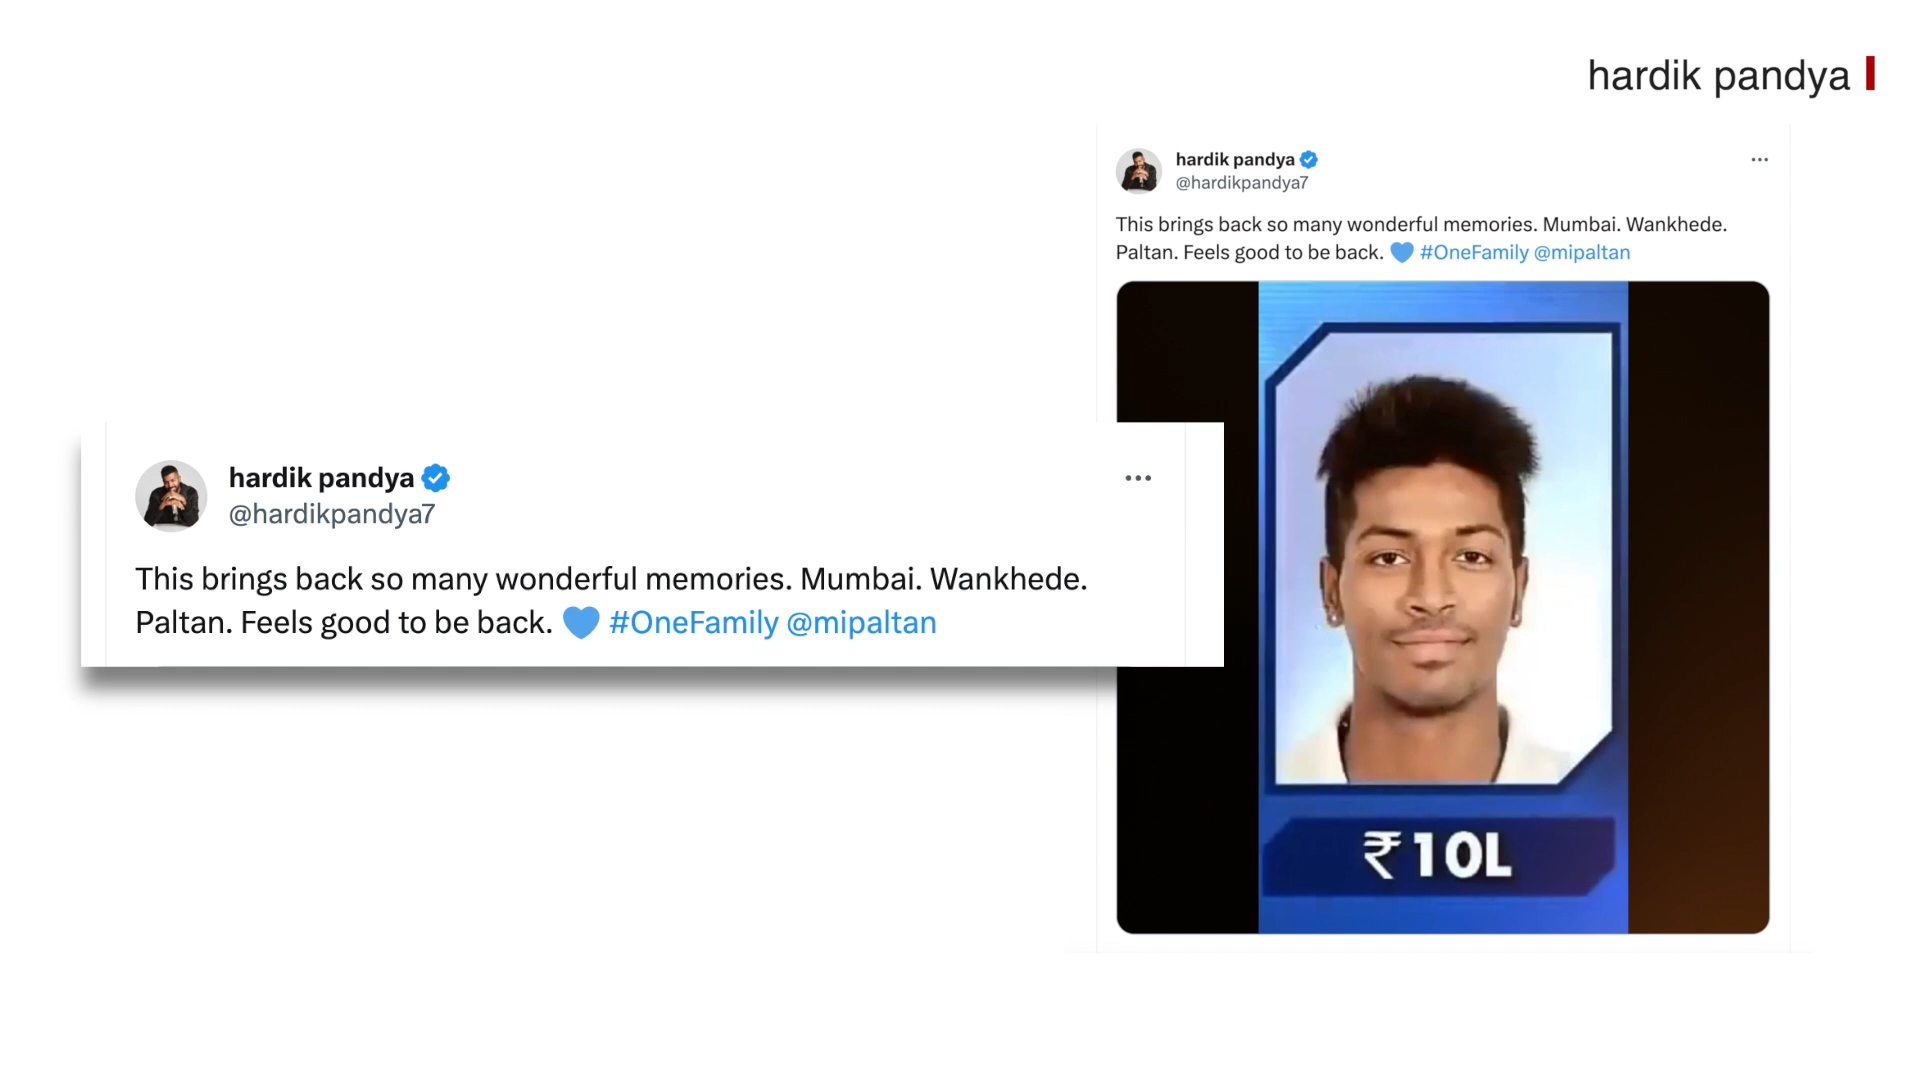 hardik pandya
hardik pandya
@hardikpandya7
This brings back so many wonderful memories. Mumbai. Wankhede.
Paltan. Feels good to be back. 💙 #OneFamily @mipaltan
₹10L
hardik pandya
@hardikpandya7
This brings back so many wonderful memories. Mumbai. Wankhede.
Paltan. Feels good to be back. 💙 #OneFamily @mipaltan